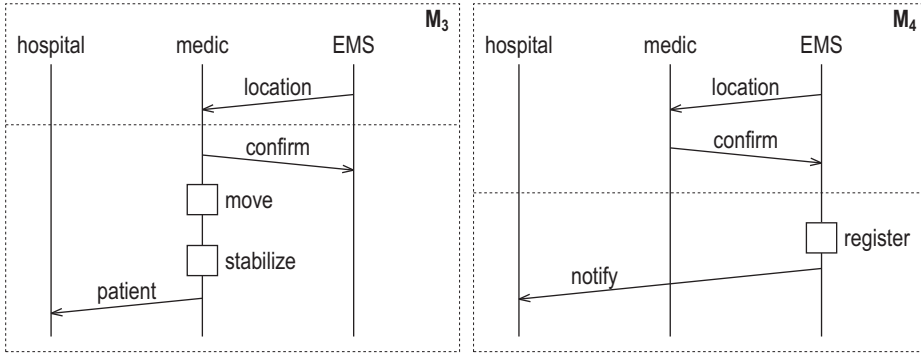 M3
hospital medic EMS
location
confirm
move
stabilize
patient
M4
hospital medic EMS
location
confirm
register
notify